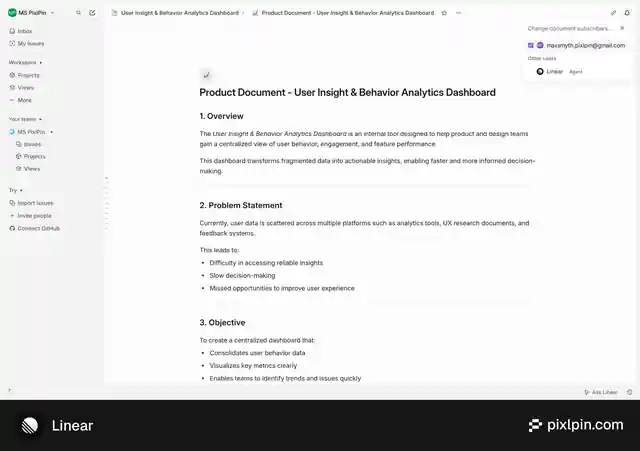 MS PixlPin
User Insight & Behavior Analytics Dashboard
Product Document - User Insight & Behavior Analytics Dashboard
Inbox
My issues
Workspace
Projects
Views
More
Your teams
MS PixlPin
Issues
Projects
Views
Try
Import issues
Invite people
Connect GitHub
Change document subscribers...
maxsmyth.pixlpin@gmail.com
Other users
Linear Agent
Product Document - User Insight & Behavior Analytics Dashboard
1. Overview
The User Insight & Behavior Analytics Dashboard is an internal tool designed to help product and design teams
gain a centralized view of user behavior, engagement, and feature performance.
This dashboard transforms fragmented data into actionable insights, enabling faster and more informed decision-
making.
2. Problem Statement
Currently, user data is scattered across multiple platforms such as analytics tools, UX research documents, and
feedback systems.
This leads to:
• Difficulty in accessing reliable insights
• Slow decision-making
• Missed opportunities to improve user experience
3. Objective
To create a centralized dashboard that:
• Consolidates user behavior data
• Visualizes key metrics clearly
• Enables teams to identify trends and issues quickly
?
Ask Linear
Linear
pixlpin.com